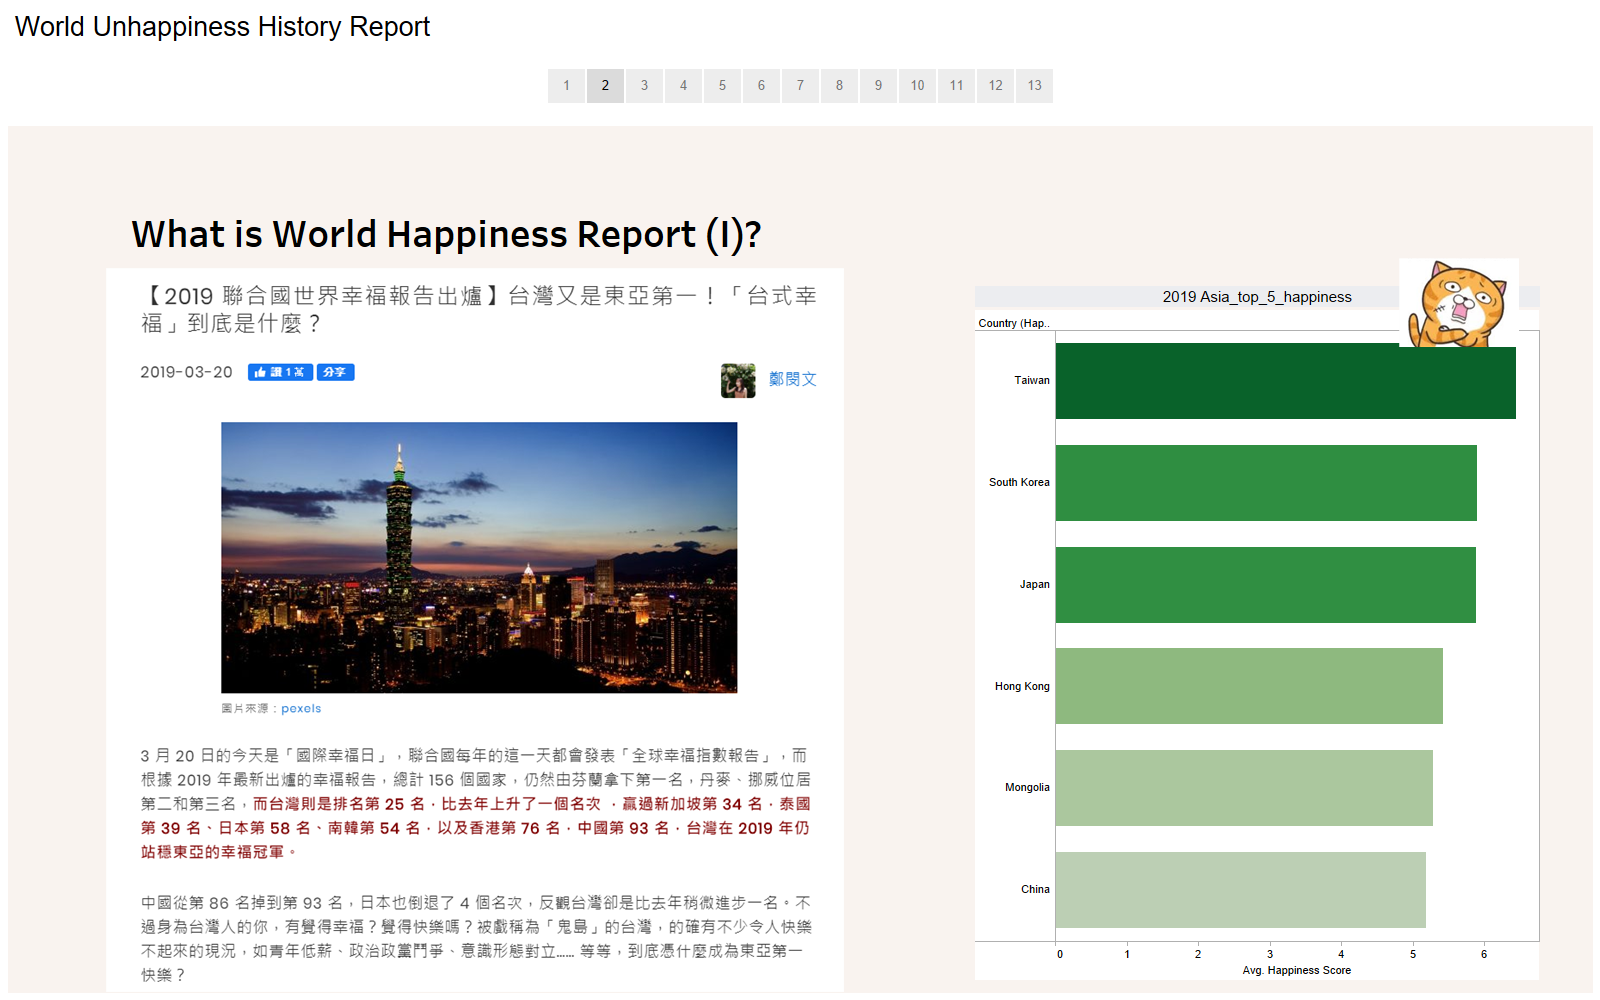 World Unhappiness History Report
1 2 3 4 5 6 7 8 9 10 11 12 13
What is World Happiness Report (I)?
【2019 聯合國世界幸福報告出爐】台灣又是東亞第一！「台式幸
福」到底是什麼？
2019-03-20 讚 1 萬 分享 鄭閔文
圖片來源：pexels
3 月 20 日的今天是「國際幸福日」，聯合國每年的這一天都會發表「全球幸福指數報告」，而
根據 2019 年最新出爐的幸福報告，總計 156 個國家，仍然由芬蘭拿下第一名，丹麥、挪威位居
第二和第三名，而台灣則是排名第 25 名，比去年上升了一個名次 ，贏過新加坡第 34 名，泰國
第 39 名、日本第 58 名、南韓第 54 名，以及香港第 76 名，中國第 93 名，台灣在 2019 年仍
站穩東亞的幸福冠軍。
中國從第 86 名掉到第 93 名，日本也倒退了 4 個名次，反觀台灣卻是比去年稍微進步一名。不
過身為台灣人的你，有覺得幸福？覺得快樂嗎？被戲稱為「鬼島」的台灣，的確有不少令人快樂
不起來的現況，如青年低薪、政治政黨鬥爭、意識形態對立...... 等等，到底憑什麼成為東亞第一
快樂？
2019 Asia_top_5_happiness
Country (Hap..
Taiwan
South Korea
Japan
Hong Kong
Mongolia
China
0 1 2 3 4 5 6
Avg. Happiness Score